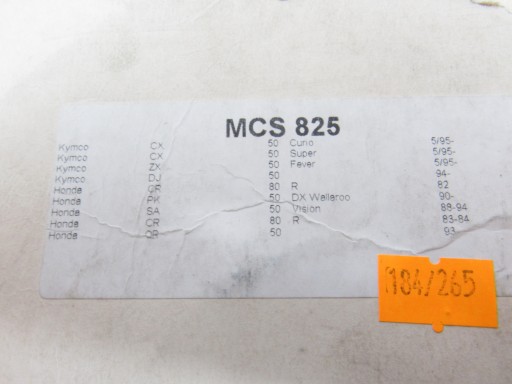 MCS 825
Kymco CX 50 Curio 5/95-
Kymco CX 50 Super 5/95-
Kymco ZX 50 Fever 5/95-
Kymco DJ 50 94-
Honda CR 80 R 82
Honda PK 50 DX Wallaroo 90-
Honda SA 50 Vision 88-94
Honda CR 80 R 83-84
Honda CR 50 93
184/265